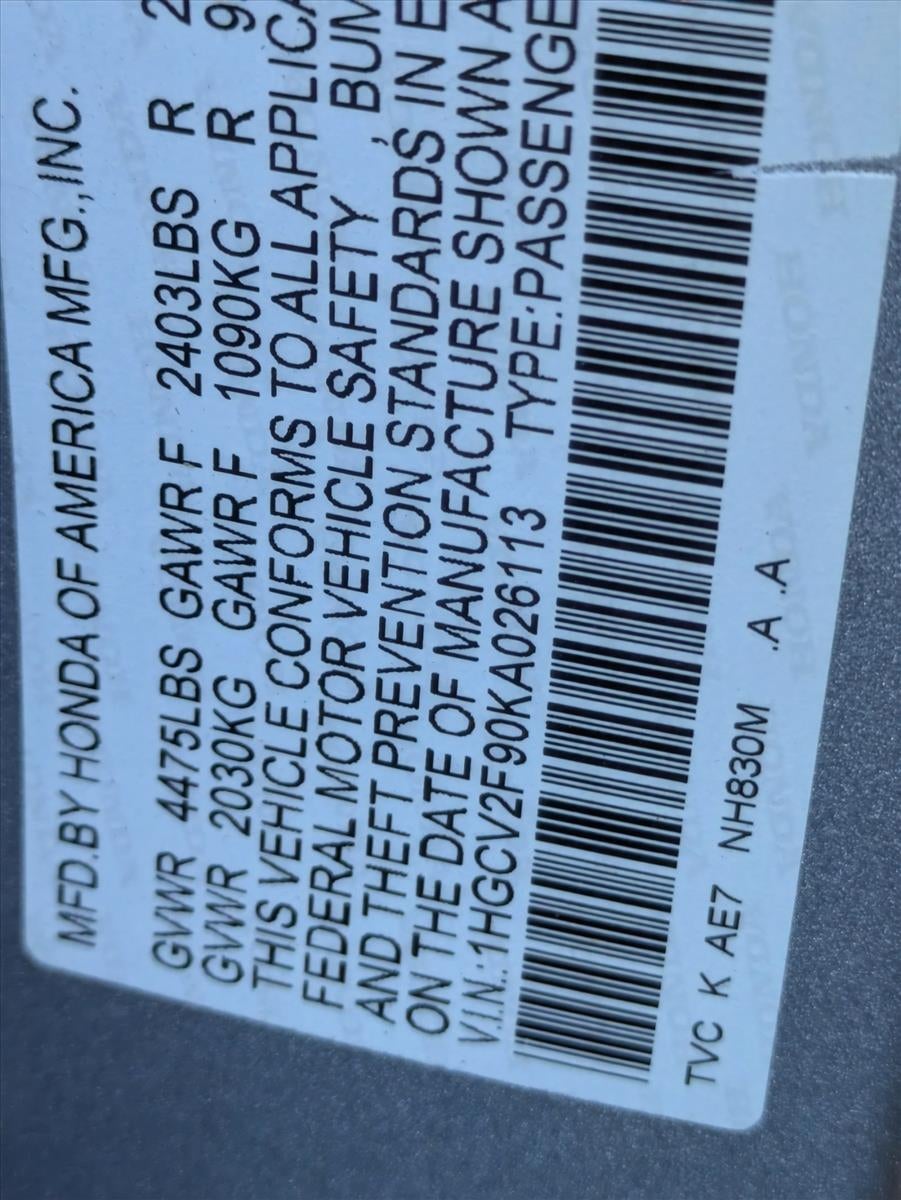 MFD.BY HONDA OF AMERICA MFG.,INC.
GVWR 4475LBS GAWR F 2403LBS R 2
GVWR 2030KG GAWR F 1090KG R 9
THIS VEHICLE CONFORMS TO ALL APPLICA
FEDERAL MOTOR VEHICLE SAFETY , BUM
AND THEFT PREVENTION STANDARDS IN E
ON THE DATE OF MANUFACTURE SHOWN A
V.I.N.:1HGCV2F90KA026113 TYPE:PASSENGE
TVC K AE7 NH830M .A .A